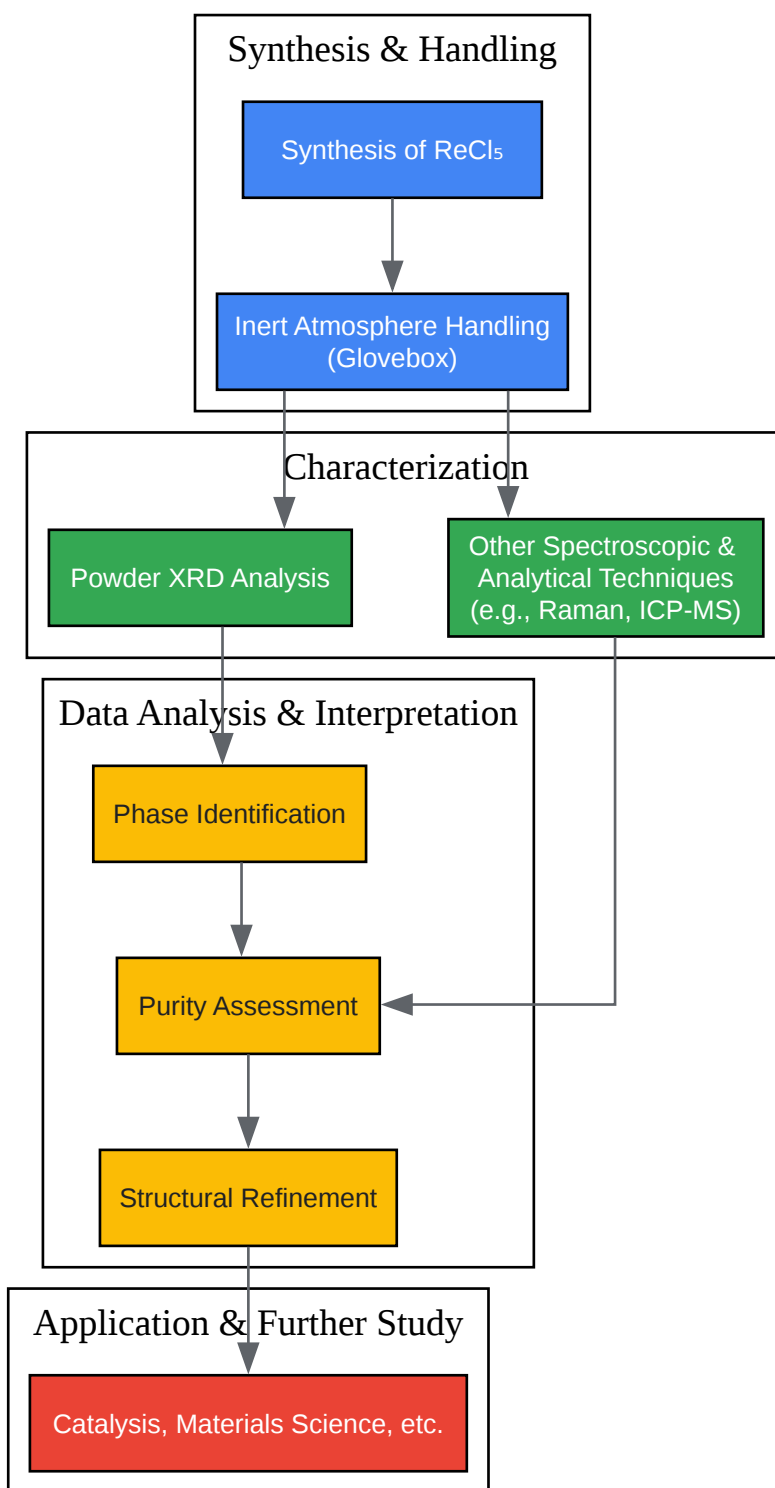 Synthesis & Handling
Synthesis of ReCl₅
Inert Atmosphere Handling
(Glovebox)
Characterization
Powder XRD Analysis
Other Spectroscopic &
Analytical Techniques
(e.g., Raman, ICP-MS)
Data Analysis & Interpretation
Phase Identification
Purity Assessment
Structural Refinement
Application & Further Study
Catalysis, Materials Science, etc.